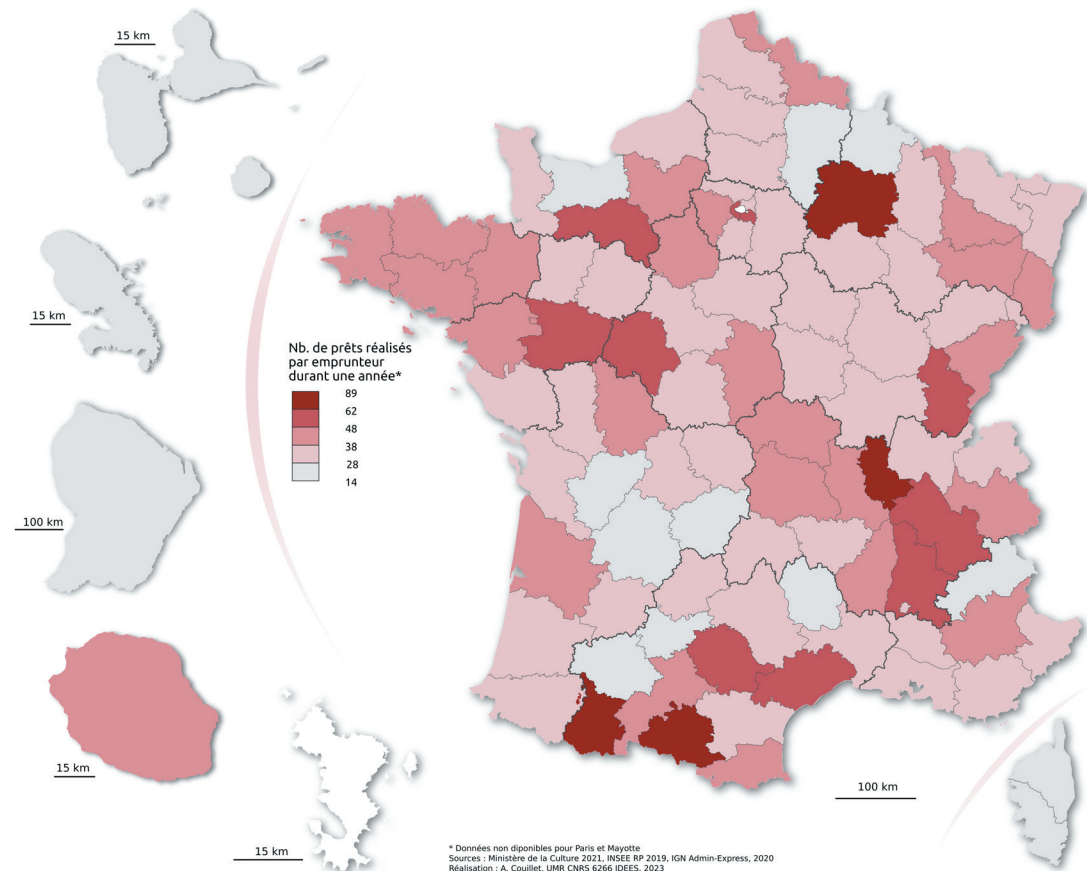 15 km
15 km
100 km
15 km
15 km
Nb. de prêts réalisés
par emprunteur
durant une année*
89
62
48
38
28
14
100 km
* Données non diponibles pour Paris et Mayotte
Sources : Ministère de la Culture 2021, INSEE RP 2019, IGN Admin-Express, 2020
Réalisation : A. Couillet, UMR CNRS 6266 IDEES, 2023